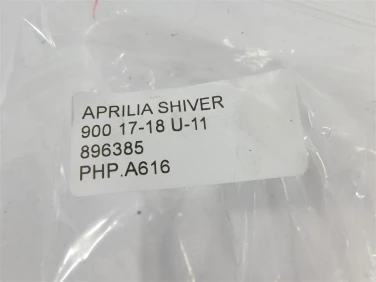 APRILIA SHIVER
900 17-18 U-11
896385
PHP.A616